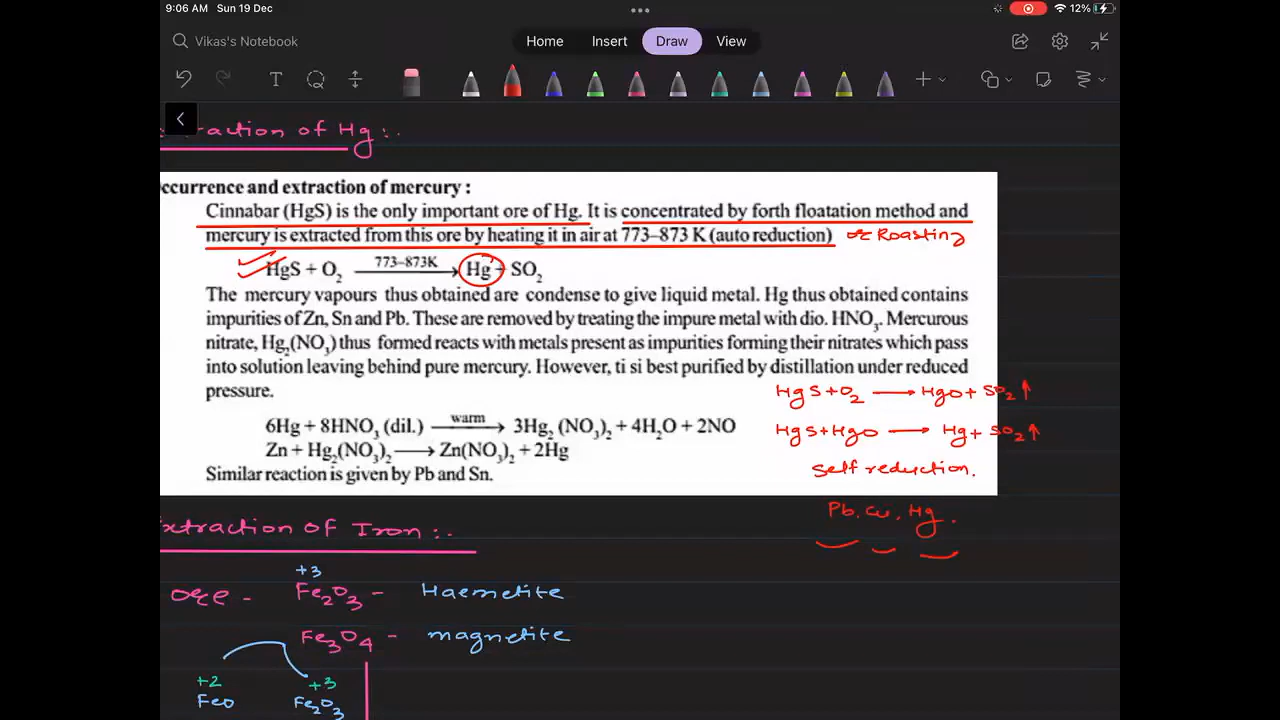 9:06 AM Sun 19 Dec
12%
Vikas's Notebook
Home Insert Draw View
traction of Hg:-
ccurrence and extraction of mercury :
Cinnabar (HgS) is the only important ore of Hg. It is concentrated by forth floatation method and
mercury is extracted from this ore by heating it in air at 773–873 K (auto reduction) or Roasting
HgS + O2 773–873K → Hg + SO2
The mercury vapours thus obtained are condense to give liquid metal. Hg thus obtained contains
impurities of Zn, Sn and Pb. These are removed by treating the impure metal with dio. HNO3. Mercurous
nitrate, Hg2(NO3) thus formed reacts with metals present as impurities forming their nitrates which pass
into solution leaving behind pure mercury. However, ti si best purified by distillation under reduced
pressure.
HgS+O2 → HgO + SO2↑
6Hg + 8HNO3 (dil.) warm → 3Hg2 (NO3)2 + 4H2O + 2NO
HgS+HgO → Hg + SO2↑
Zn + Hg2(NO3)2 → Zn(NO3)2 + 2Hg
Self reduction.
Similar reaction is given by Pb and Sn.
Pb, Cu, Hg.
Extraction of Iron :-
+3
Ore - Fe2O3 - Haemetite
Fe3O4 - magnetite
+2 +3
FeO Fe2O3